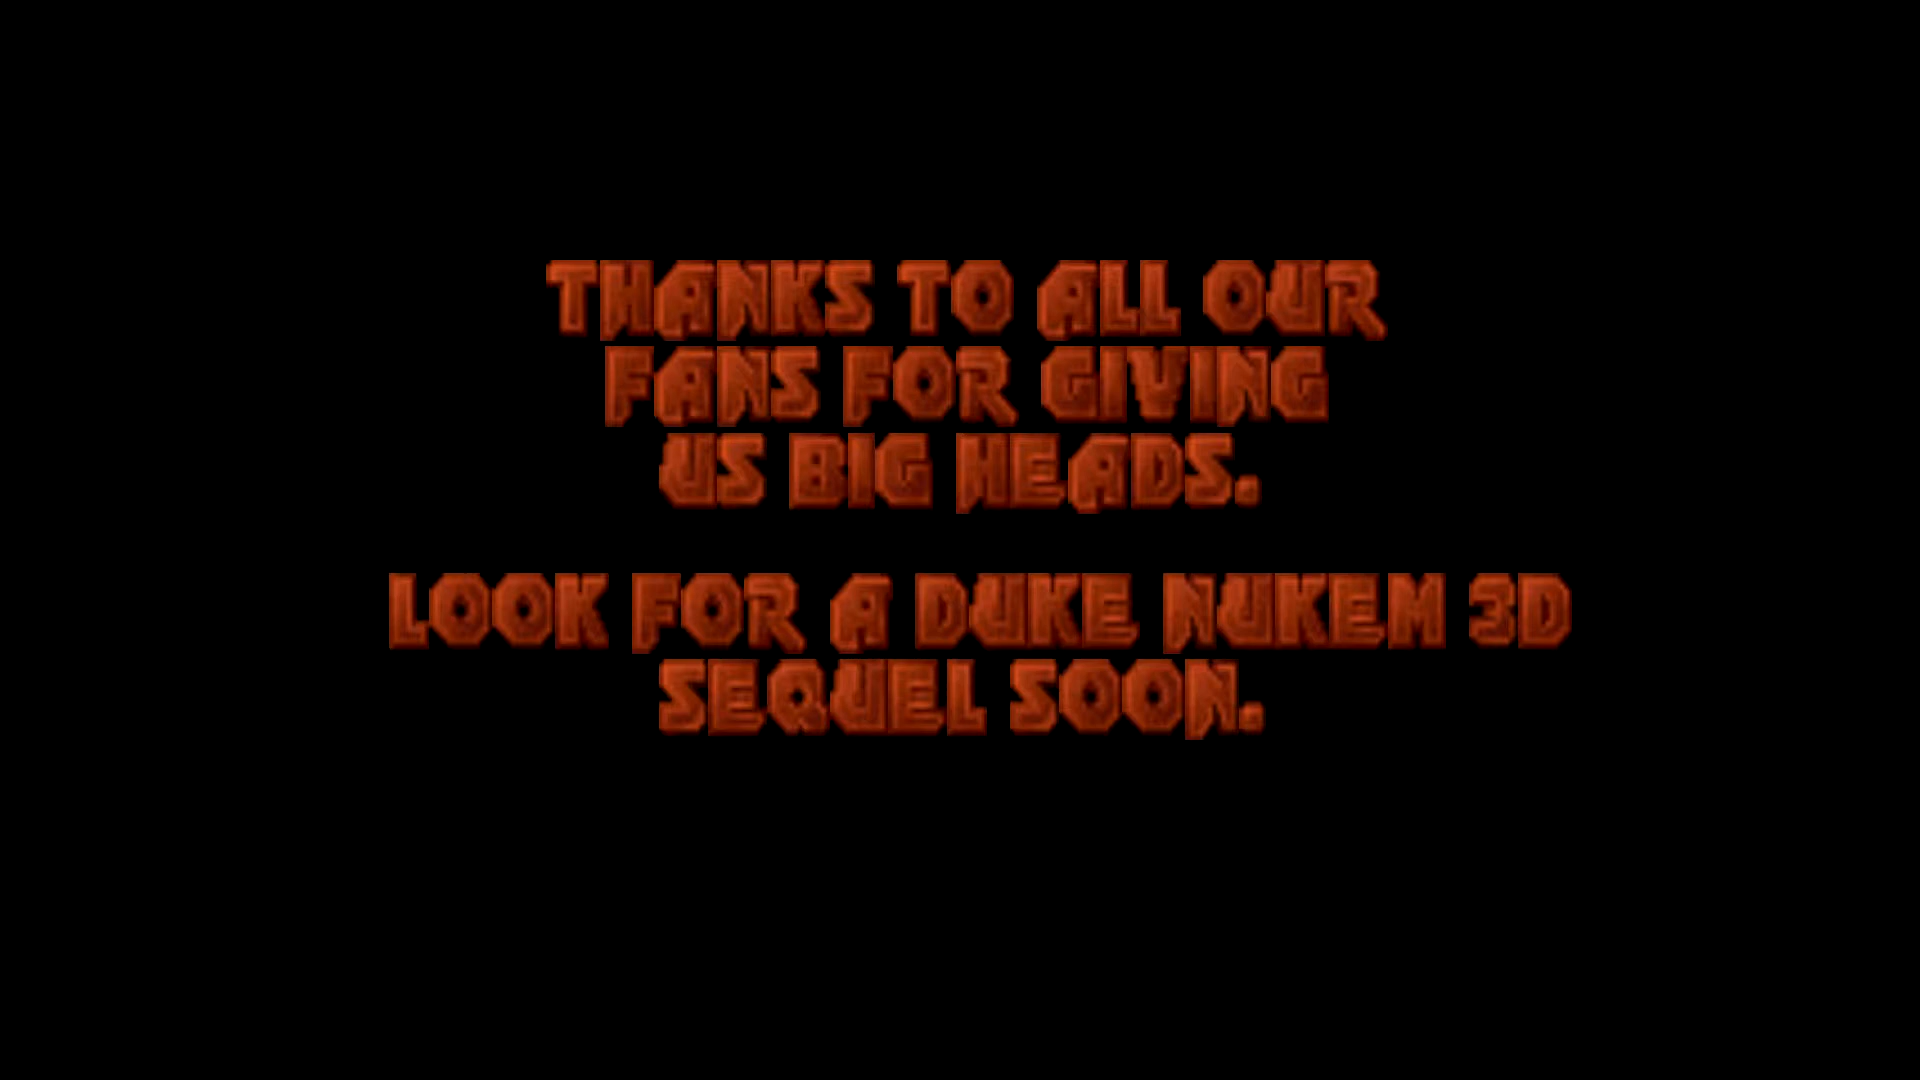 THANKS TO ALL OUR
FANS FOR GIVING
US BIG HEADS.
LOOK FOR A DUKE NUKEM 3D
SEQUEL SOON.